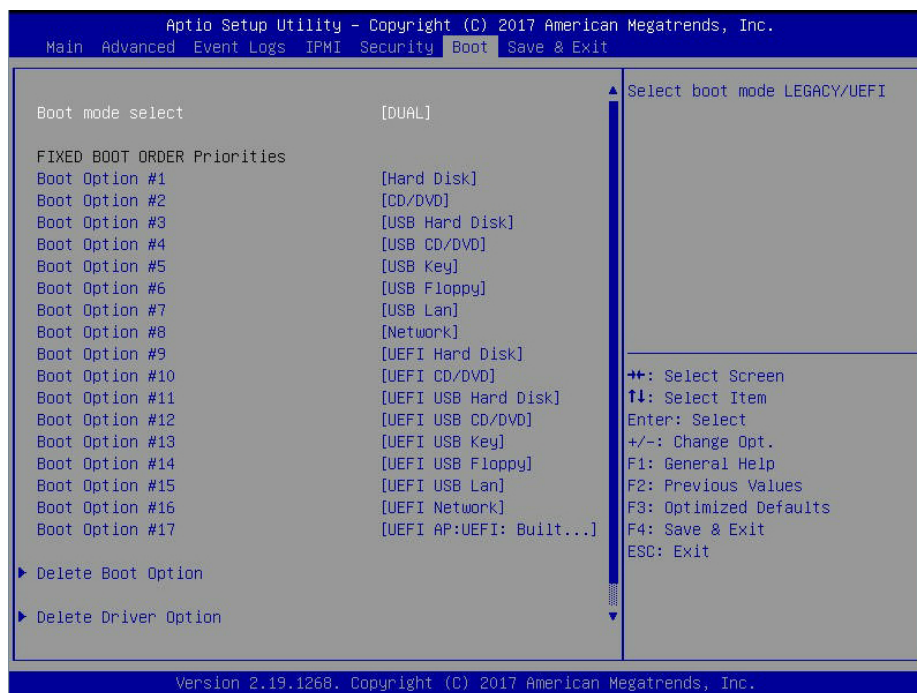 Aptio Setup Utility – Copyright (C) 2017 American Megatrends, Inc.
Main Advanced Event Logs IPMI Security Boot Save & Exit
Boot mode select [DUAL]
FIXED BOOT ORDER Priorities
Boot Option #1 [Hard Disk]
Boot Option #2 [CD/DVD]
Boot Option #3 [USB Hard Disk]
Boot Option #4 [USB CD/DVD]
Boot Option #5 [USB Key]
Boot Option #6 [USB Floppy]
Boot Option #7 [USB Lan]
Boot Option #8 [Network]
Boot Option #9 [UEFI Hard Disk]
Boot Option #10 [UEFI CD/DVD]
Boot Option #11 [UEFI USB Hard Disk]
Boot Option #12 [UEFI USB CD/DVD]
Boot Option #13 [UEFI USB Key]
Boot Option #14 [UEFI USB Floppy]
Boot Option #15 [UEFI USB Lan]
Boot Option #16 [UEFI Network]
Boot Option #17 [UEFI AP:UEFI: Built...]
Delete Boot Option
Delete Driver Option
Select boot mode LEGACY/UEFI
→←: Select Screen
↑↓: Select Item
Enter: Select
+/-: Change Opt.
F1: General Help
F2: Previous Values
F3: Optimized Defaults
F4: Save & Exit
ESC: Exit
Version 2.19.1268. Copyright (C) 2017 American Megatrends, Inc.